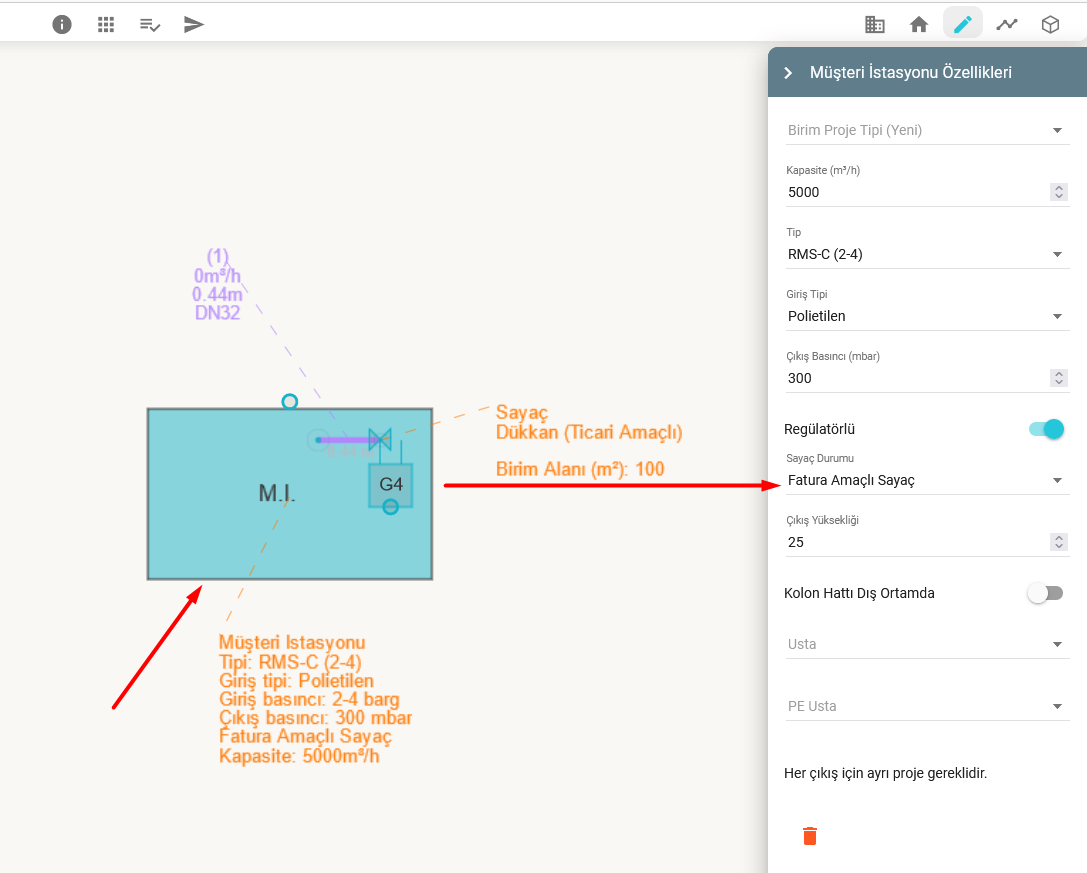 Müşteri İstasyonu Özellikleri
Birim Proje Tipi (Yeni)
Kapasite (m³/h)
5000
Tip
RMS-C (2-4)
Giriş Tipi
Polietilen
Çıkış Basıncı (mbar)
300
Regülatörlü
Sayaç Durumu
Fatura Amaçlı Sayaç
Çıkış Yüksekliği
25
Kolon Hattı Dış Ortamda
Usta
PE Usta
Her çıkış için ayrı proje gereklidir.
(1)
0m³/h
0.44m
DN32
Sayaç
Dükkan (Ticari Amaçlı)
Birim Alanı (m²): 100
G4
M.I.
Müşteri Istasyonu
Tipi: RMS-C (2-4)
Giriş tipi: Polietilen
Giriş basıncı: 2-4 barg
Çıkış basıncı: 300 mbar
Fatura Amaçlı Sayaç
Kapasite: 5000m³/h